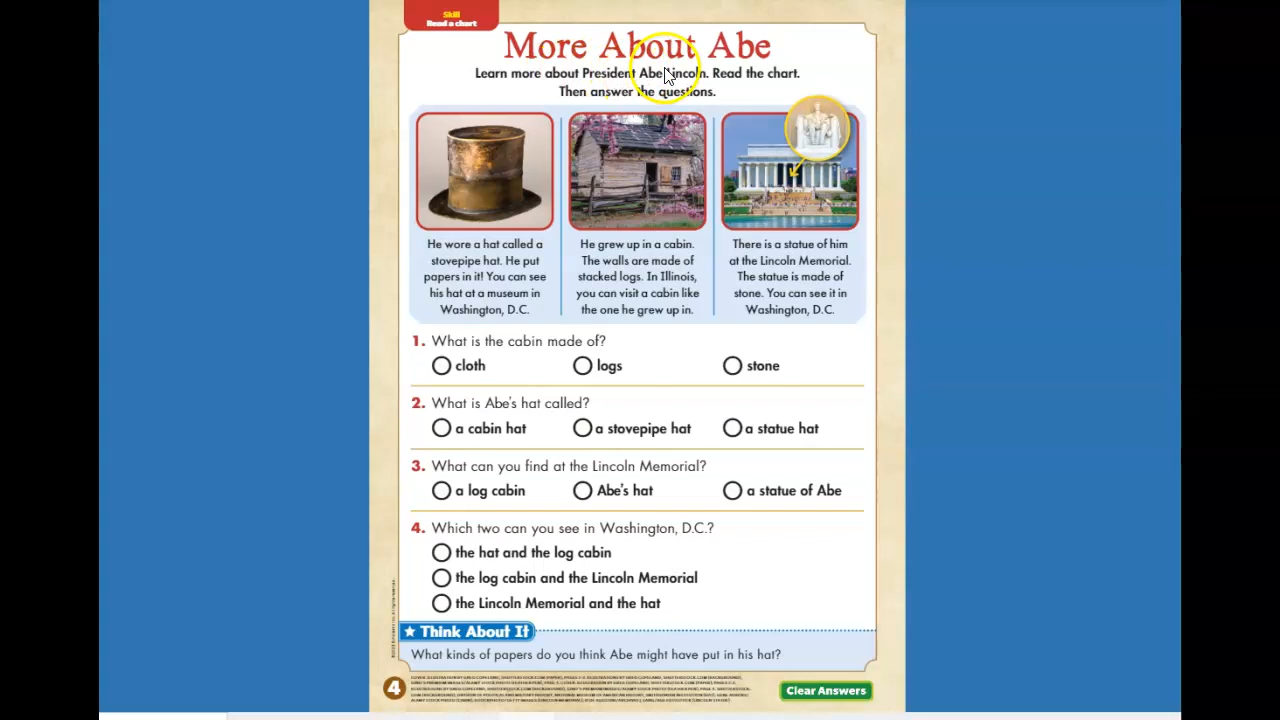 Skill
Read a chart
More About Abe
Learn more about President Abe Lincoln. Read the chart.
Then answer the questions.
He wore a hat called a
stovepipe hat. He put
papers in it! You can see
his hat at a museum in
Washington, D.C.
He grew up in a cabin.
The walls are made of
stacked logs. In Illinois,
you can visit a cabin like
the one he grew up in.
There is a statue of him
at the Lincoln Memorial.
The statue is made of
stone. You can see it in
Washington, D.C.
1. What is the cabin made of?
cloth logs stone
2. What is Abe's hat called?
a cabin hat a stovepipe hat a statue hat
3. What can you find at the Lincoln Memorial?
a log cabin Abe's hat a statue of Abe
4. Which two can you see in Washington, D.C.?
the hat and the log cabin
the log cabin and the Lincoln Memorial
the Lincoln Memorial and the hat
Think About It
What kinds of papers do you think Abe might have put in his hat?
4
Clear Answers